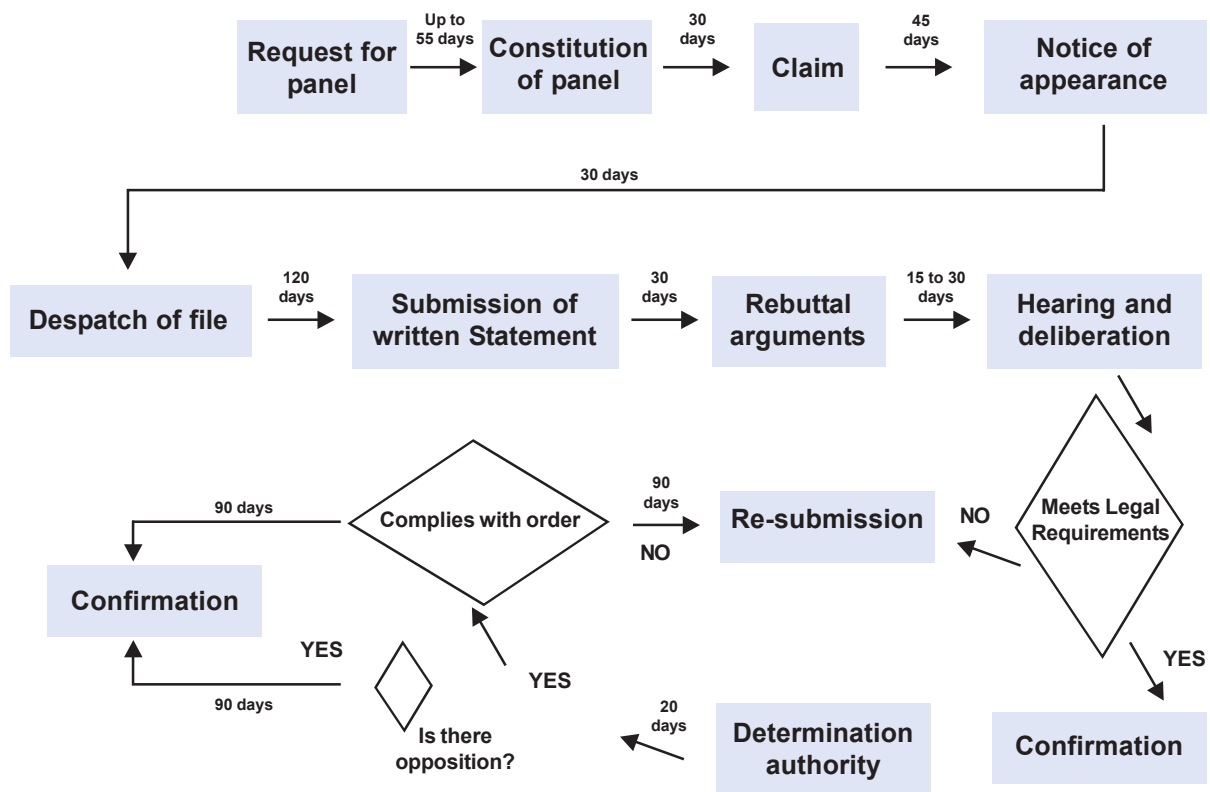 Request for
panel
Up to
55 days
Constitution
of panel
30
days
Claim
45
days
Notice of
appearance
30 days
Despatch of file
120
days
Submission of
written Statement
30
days
Rebuttal
arguments
15 to 30
days
Hearing and
deliberation
Meets Legal
Requirements
NO
YES
Confirmation
Re-submission
90
days
NO
Complies with order
90 days
Confirmation
YES
90 days
YES
Is there
opposition?
20
days
Determination
authority